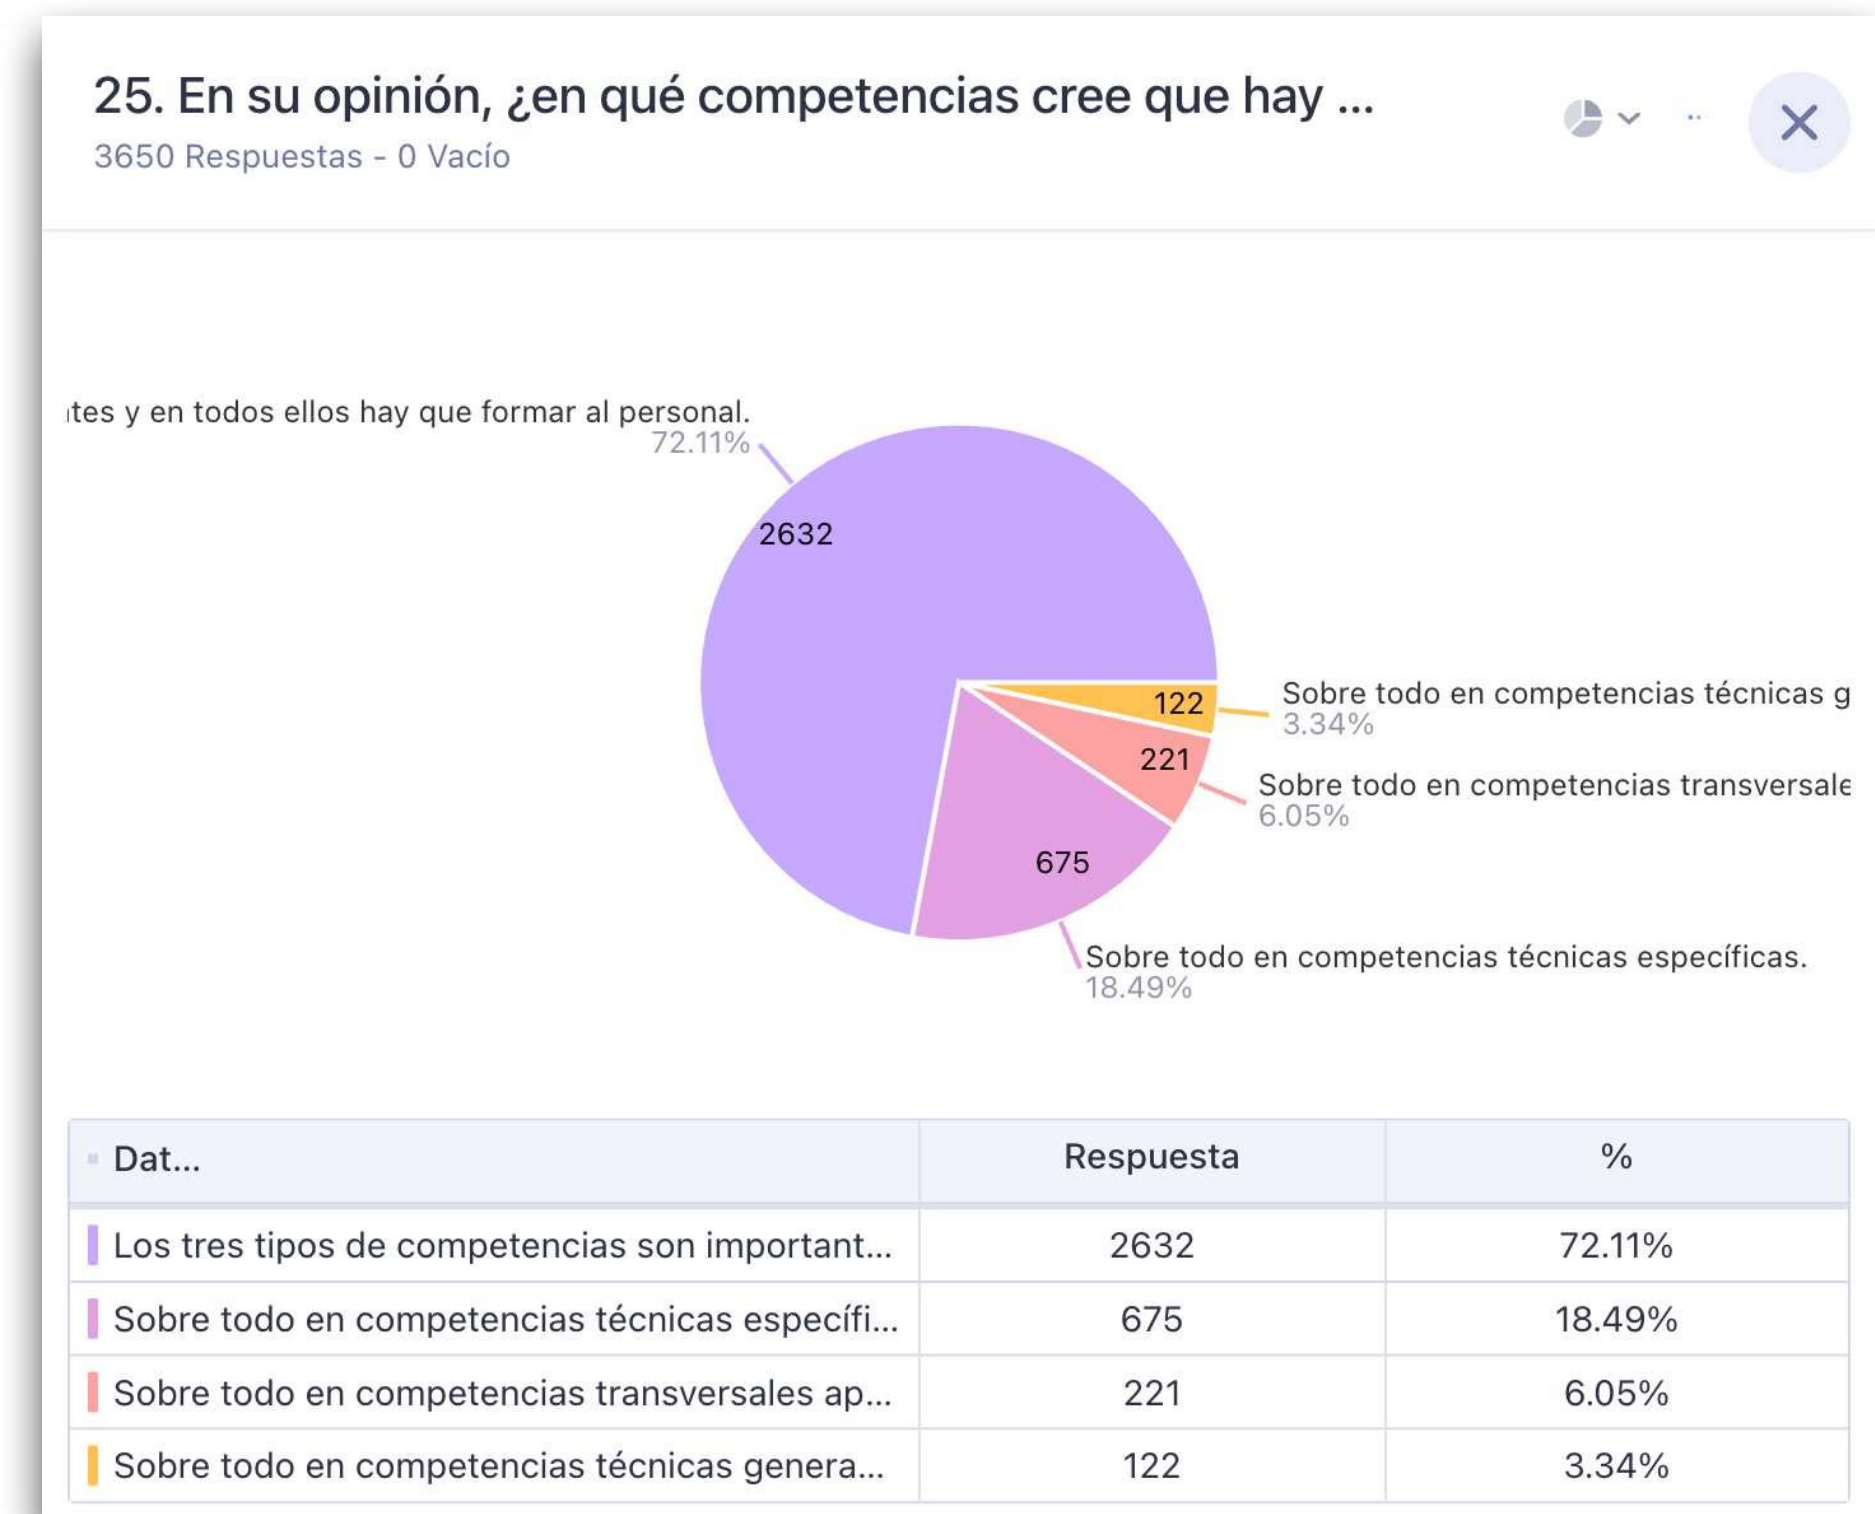 25. En su opinión, ¿en qué competencias cree que hay ...
3650 Respuestas - 0 Vacío
y en todos ellos hay que formar al personal.
72.11%
2632
122
Sobre todo en competencias técnicas g
3.34%
221
Sobre todo en competencias transversale
6.05%
675
Sobre todo en competencias técnicas específicas.
18.49%
Dat... Respuesta %
Los tres tipos de competencias son important... 2632 72.11%
Sobre todo en competencias técnicas específi... 675 18.49%
Sobre todo en competencias transversales ap... 221 6.05%
Sobre todo en competencias técnicas genera... 122 3.34%